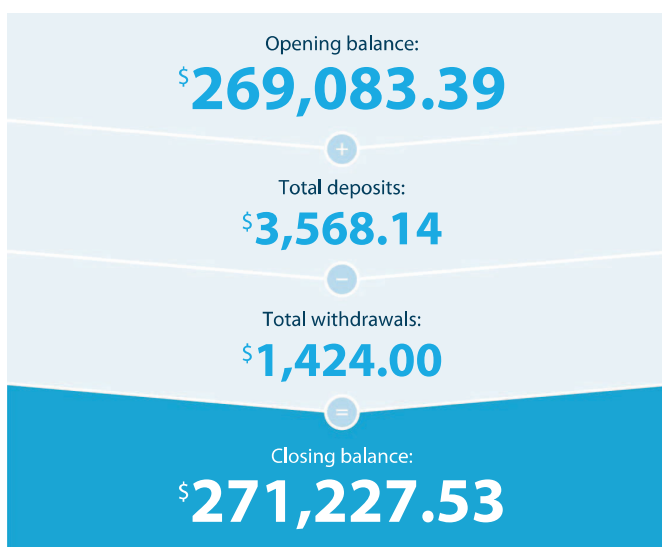 Opening balance:
$269,083.39
+
Total deposits:
$3,568.14
−
Total withdrawals:
$1,424.00
=
Closing balance:
$271,227.53